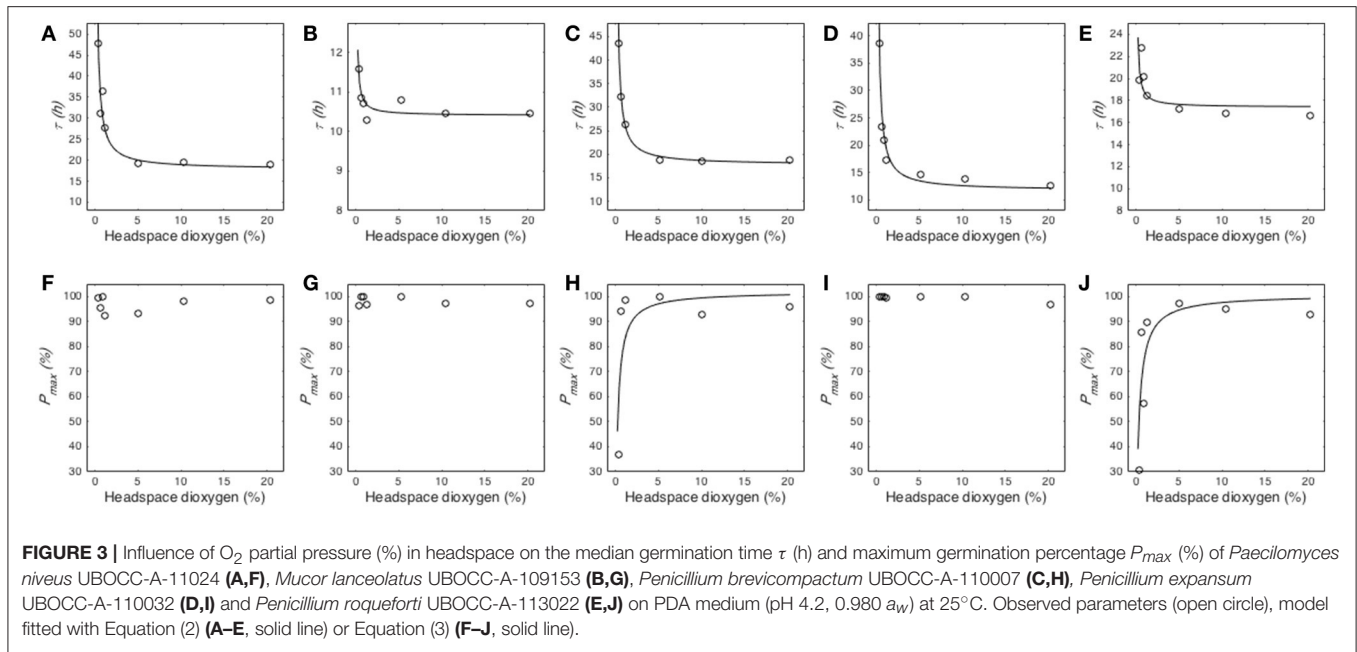 A
50
45
40
35
30
25
20
15
10
τ (h)
0 5 10 15 20
Headspace dioxygen (%)
B
12
11
10
9
8
τ (h)
0 5 10 15 20
Headspace dioxygen (%)
C
45
40
35
30
25
20
15
10
τ (h)
0 5 10 15 20
Headspace dioxygen (%)
D
40
35
30
25
20
15
10
τ (h)
0 5 10 15 20
Headspace dioxygen (%)
E
24
22
20
18
16
14
12
10
8
τ (h)
0 5 10 15 20
Headspace dioxygen (%)
F
100
90
80
70
60
50
40
30
Pmax (%)
0 5 10 15 20
Headspace dioxygen (%)
G
100
90
80
70
60
50
40
30
Pmax (%)
0 5 10 15 20
Headspace dioxygen (%)
H
100
90
80
70
60
50
40
30
Pmax (%)
0 5 10 15 20
Headspace dioxygen (%)
I
100
90
80
70
60
50
40
30
Pmax (%)
0 5 10 15 20
Headspace dioxygen (%)
J
100
90
80
70
60
50
40
30
Pmax (%)
0 5 10 15 20
Headspace dioxygen (%)
FIGURE 3 | Influence of O2 partial pressure (%) in headspace on the median germination time τ (h) and maximum germination percentage Pmax (%) of Paecilomyces
niveus UBOCC-A-11024 (A,F), Mucor lanceolatus UBOCC-A-109153 (B,G), Penicillium brevicompactum UBOCC-A-110007 (C,H), Penicillium expansum
UBOCC-A-110032 (D,I) and Penicillium roqueforti UBOCC-A-113022 (E,J) on PDA medium (pH 4.2, 0.980 aw) at 25°C. Observed parameters (open circle), model
fitted with Equation (2) (A–E, solid line) or Equation (3) (F–J, solid line).